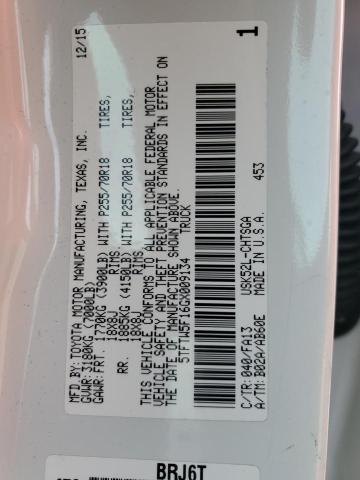 MFD. BY: TOYOTA MOTOR MANUFACTURING, TEXAS, INC. 12/15
GVWR: 3180KG (7000LB)
GAWR: FRT. 1770KG (3900LB) WITH P255/70R18 TIRES,
18X8J RIMS,
RR. 1885KG (4150LB) WITH P255/70R18 TIRES,
18X8J RIMS,
THIS VEHICLE CONFORMS TO ALL APPLICABLE FEDERAL MOTOR
VEHICLE SAFETY AND THEFT PREVENTION STANDARDS IN EFFECT ON
THE DATE OF MANUFACTURE SHOWN ABOVE.
5TFTW5F16GX009134 TRUCK 1
C/TR: 040/FA13 USK52L-CHTSGA
A/TM: B02A/AB60E MADE IN U.S.A. 453
BRJ6T